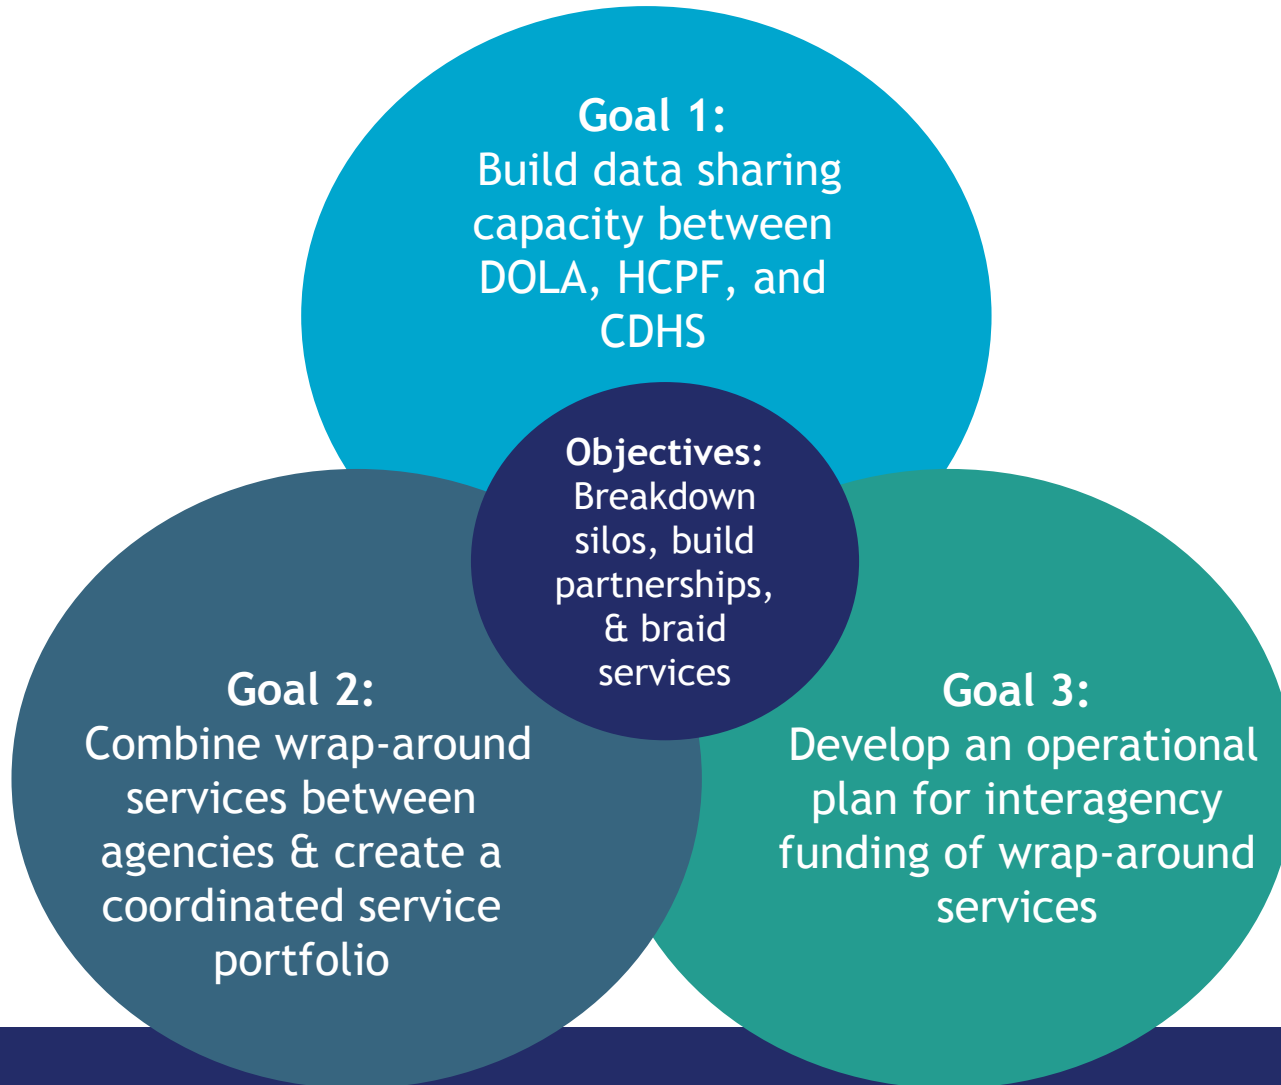 Goal 1:
Build data sharing
capacity between
DOLA, HCPF, and
CDHS
Objectives:
Breakdown
silos, build
partnerships,
& braid
services
Goal 2:
Combine wrap-around
services between
agencies & create a
coordinated service
portfolio
Goal 3:
Develop an operational
plan for interagency
funding of wrap-around
services